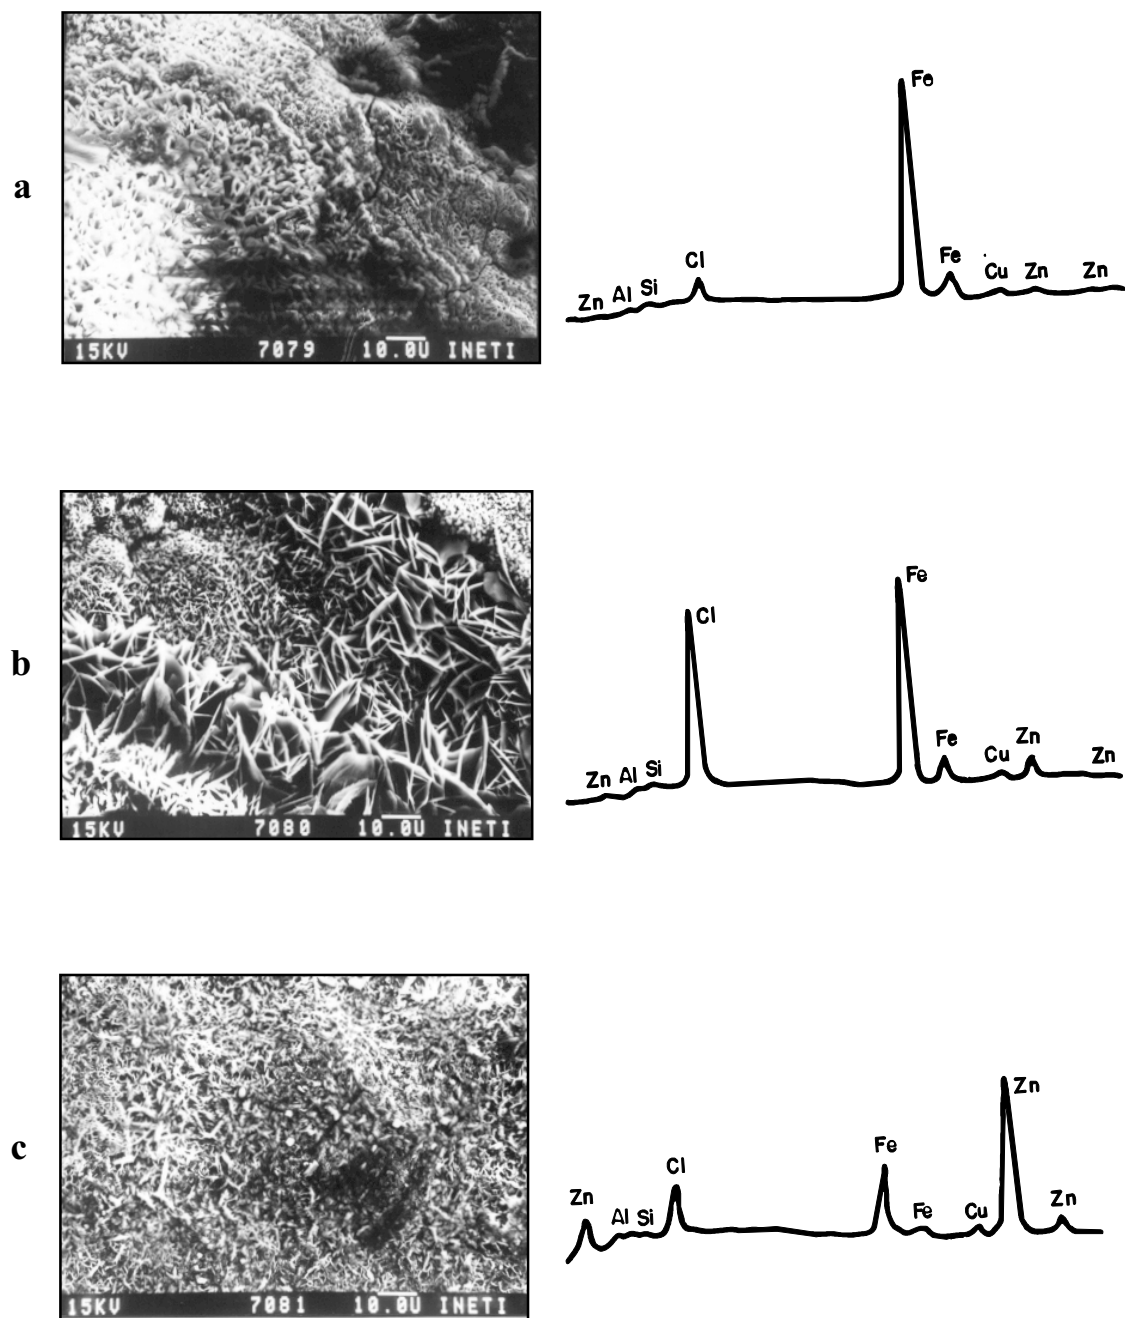 a
Fe
Cl
Fe
Zn Al Si
Cu Zn Zn
15KV 7079 10.0U INETI
b
Fe
Cl
Fe
Zn Al Si
Cu Zn Zn
15KV 7080 10.0U INETI
c
Zn
Fe
Cl
Zn Al Si
Fe Cu Zn
15KV 7081 10.0U INETI